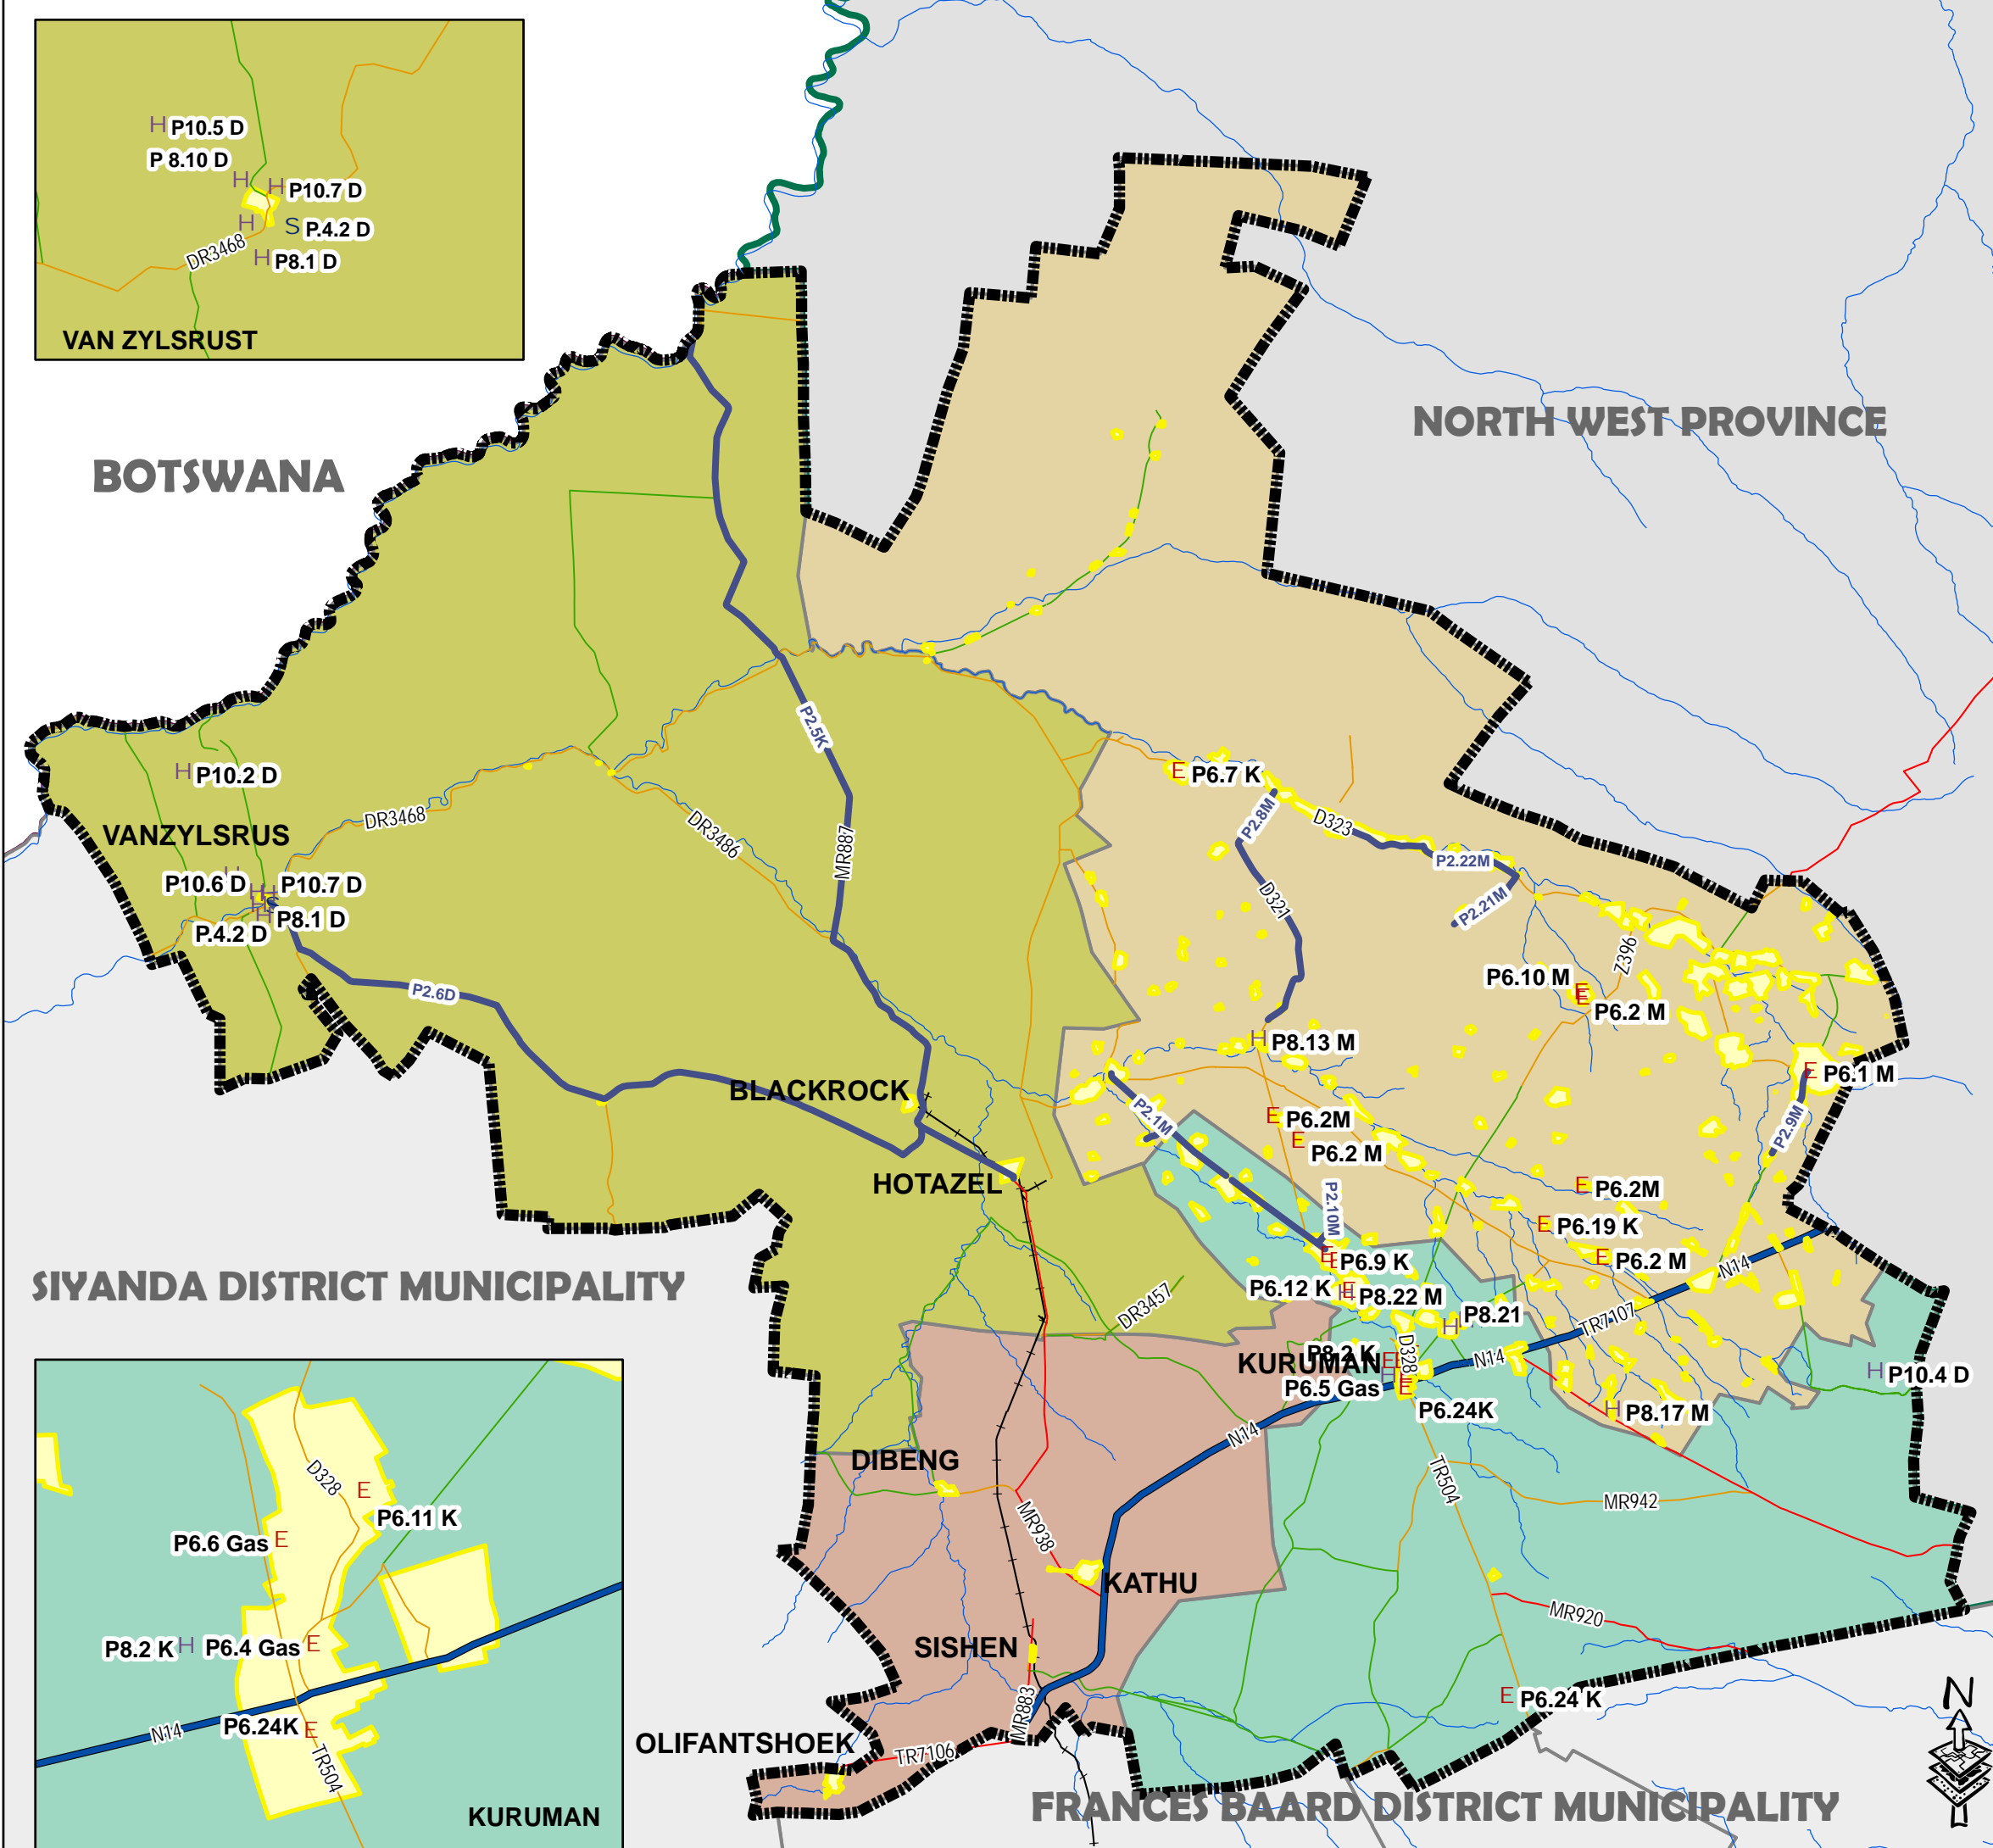 H P10.5 D
P 8.10 D
H
H P10.7 D
H
S P.4.2 D
H P8.1 D
DR3468
VAN ZYLSRUST
BOTSWANA
NORTH WEST PROVINCE
P2.5K
H P10.2 D
E P6.7 K
VANZYLSRUS
DR3468
DR3486
MR887
P2.8M
D323
P2.22M
P2.21M
D321
P10.6 D
P10.7 D
P8.1 D
P.4.2 D
Z396
P6.10 M E
E
P6.2 M
P2.6D
H P8.13 M
E P6.1 M
BLACKROCK
P2.1M
E P6.2M
E
P6.2 M
P2.9M
HOTAZEL
E P6.2M
P2.10M
E P6.19 K
E P6.2 M
E
E P6.9 K
N14
SIYANDA DISTRICT MUNICIPALITY
P6.12 K
H E P8.22 M
DR3457
P8.21
H
TR7107
D328
P8.2 K E
KURUMAN
N14
H P10.4 D
P6.5 Gas
E
P6.24K
H P8.17 M
N14
DIBENG
TR504
MR942
MR938
KATHU
MR920
SISHEN
E P6.24 K
MR883
N
OLIFANTSHOEK
TR7106
FRANCES BAARD DISTRICT MUNICIPALITY
D328
E
P6.11 K
P6.6 Gas E
P8.2 K H
P6.4 Gas E
N14
P6.24K E
TR504
KURUMAN